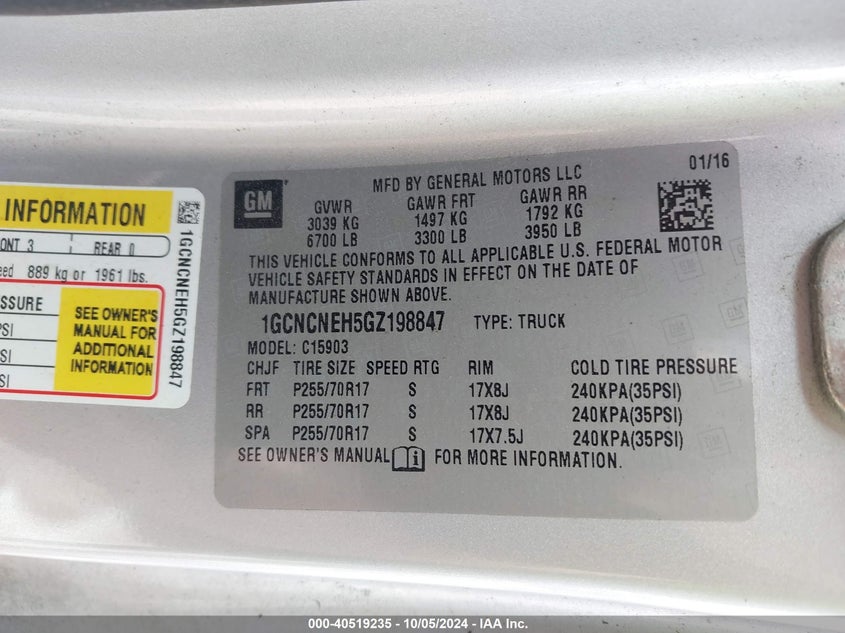 INFORMATION
ONT 3 REAR 0
eed 889 kg or 1961 lbs.
SSURE
PSI
SI
SI
SEE OWNER'S
MANUAL FOR
ADDITIONAL
INFORMATION
1GCNCNEH5GZ198847
GM
MFD BY GENERAL MOTORS LLC
01/16
GVWR GAWR FRT GAWR RR
3039 KG 1497 KG 1792 KG
6700 LB 3300 LB 3950 LB
THIS VEHICLE CONFORMS TO ALL APPLICABLE U.S. FEDERAL MOTOR
VEHICLE SAFETY STANDARDS IN EFFECT ON THE DATE OF
MANUFACTURE SHOWN ABOVE.
1GCNCNEH5GZ198847 TYPE: TRUCK
MODEL: C15903
CHJF TIRE SIZE SPEED RTG RIM COLD TIRE PRESSURE
FRT P255/70R17 S 17X8J 240KPA(35PSI)
RR P255/70R17 S 17X8J 240KPA(35PSI)
SPA P255/70R17 S 17X7.5J 240KPA(35PSI)
SEE OWNER'S MANUAL FOR MORE INFORMATION.
000-40519235 - 10/05/2024 - IAA Inc.